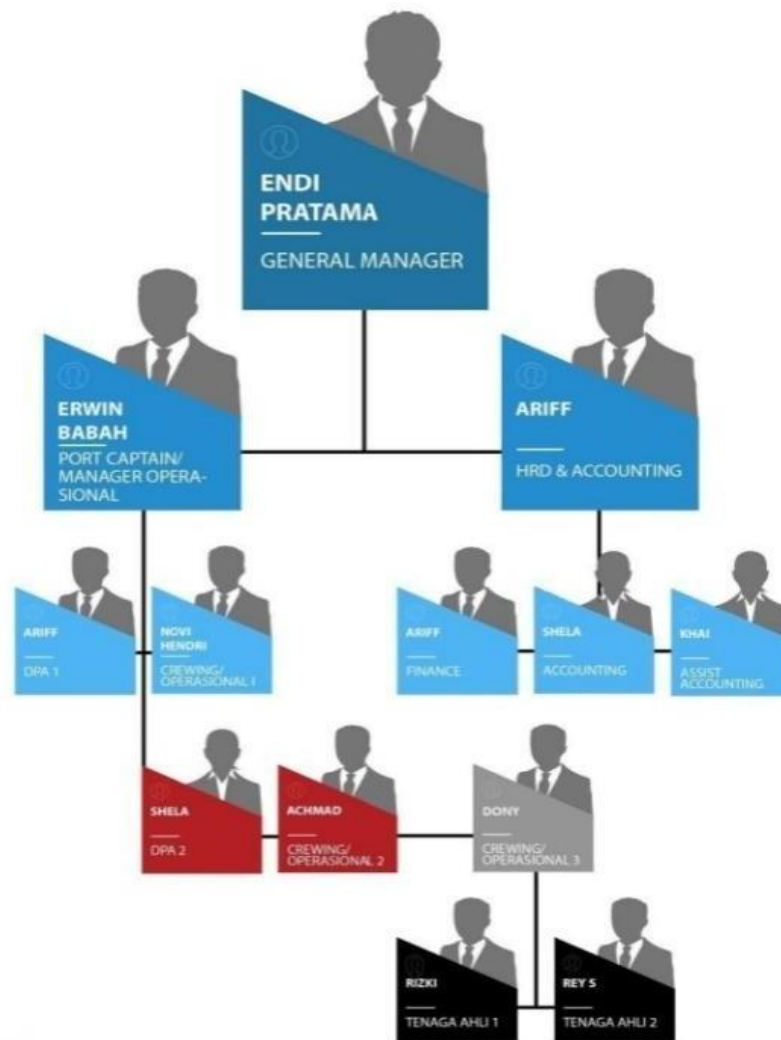 ENDI
PRATAMA
GENERAL MANAGER
ERWIN
BABAH
PORT CAPTAIN/
MANAGER OPERA-
SIONAL
ARIFF
HRD & ACCOUNTING
ARIFF
DPA 1
NOVI
HENDRI
CREWING/
OPERASIONAL I
ARIFF
FINANCE
SHELA
ACCOUNTING
KHAI
ASSIST
ACCOUNTING
SHELA
DPA 2
ACHMAD
CREWING/
OPERASIONAL 2
DONY
CREWING/
OPERASIONAL 3
RIZKI
TENAGA AHLI 1
REY S
TENAGA AHLI 2